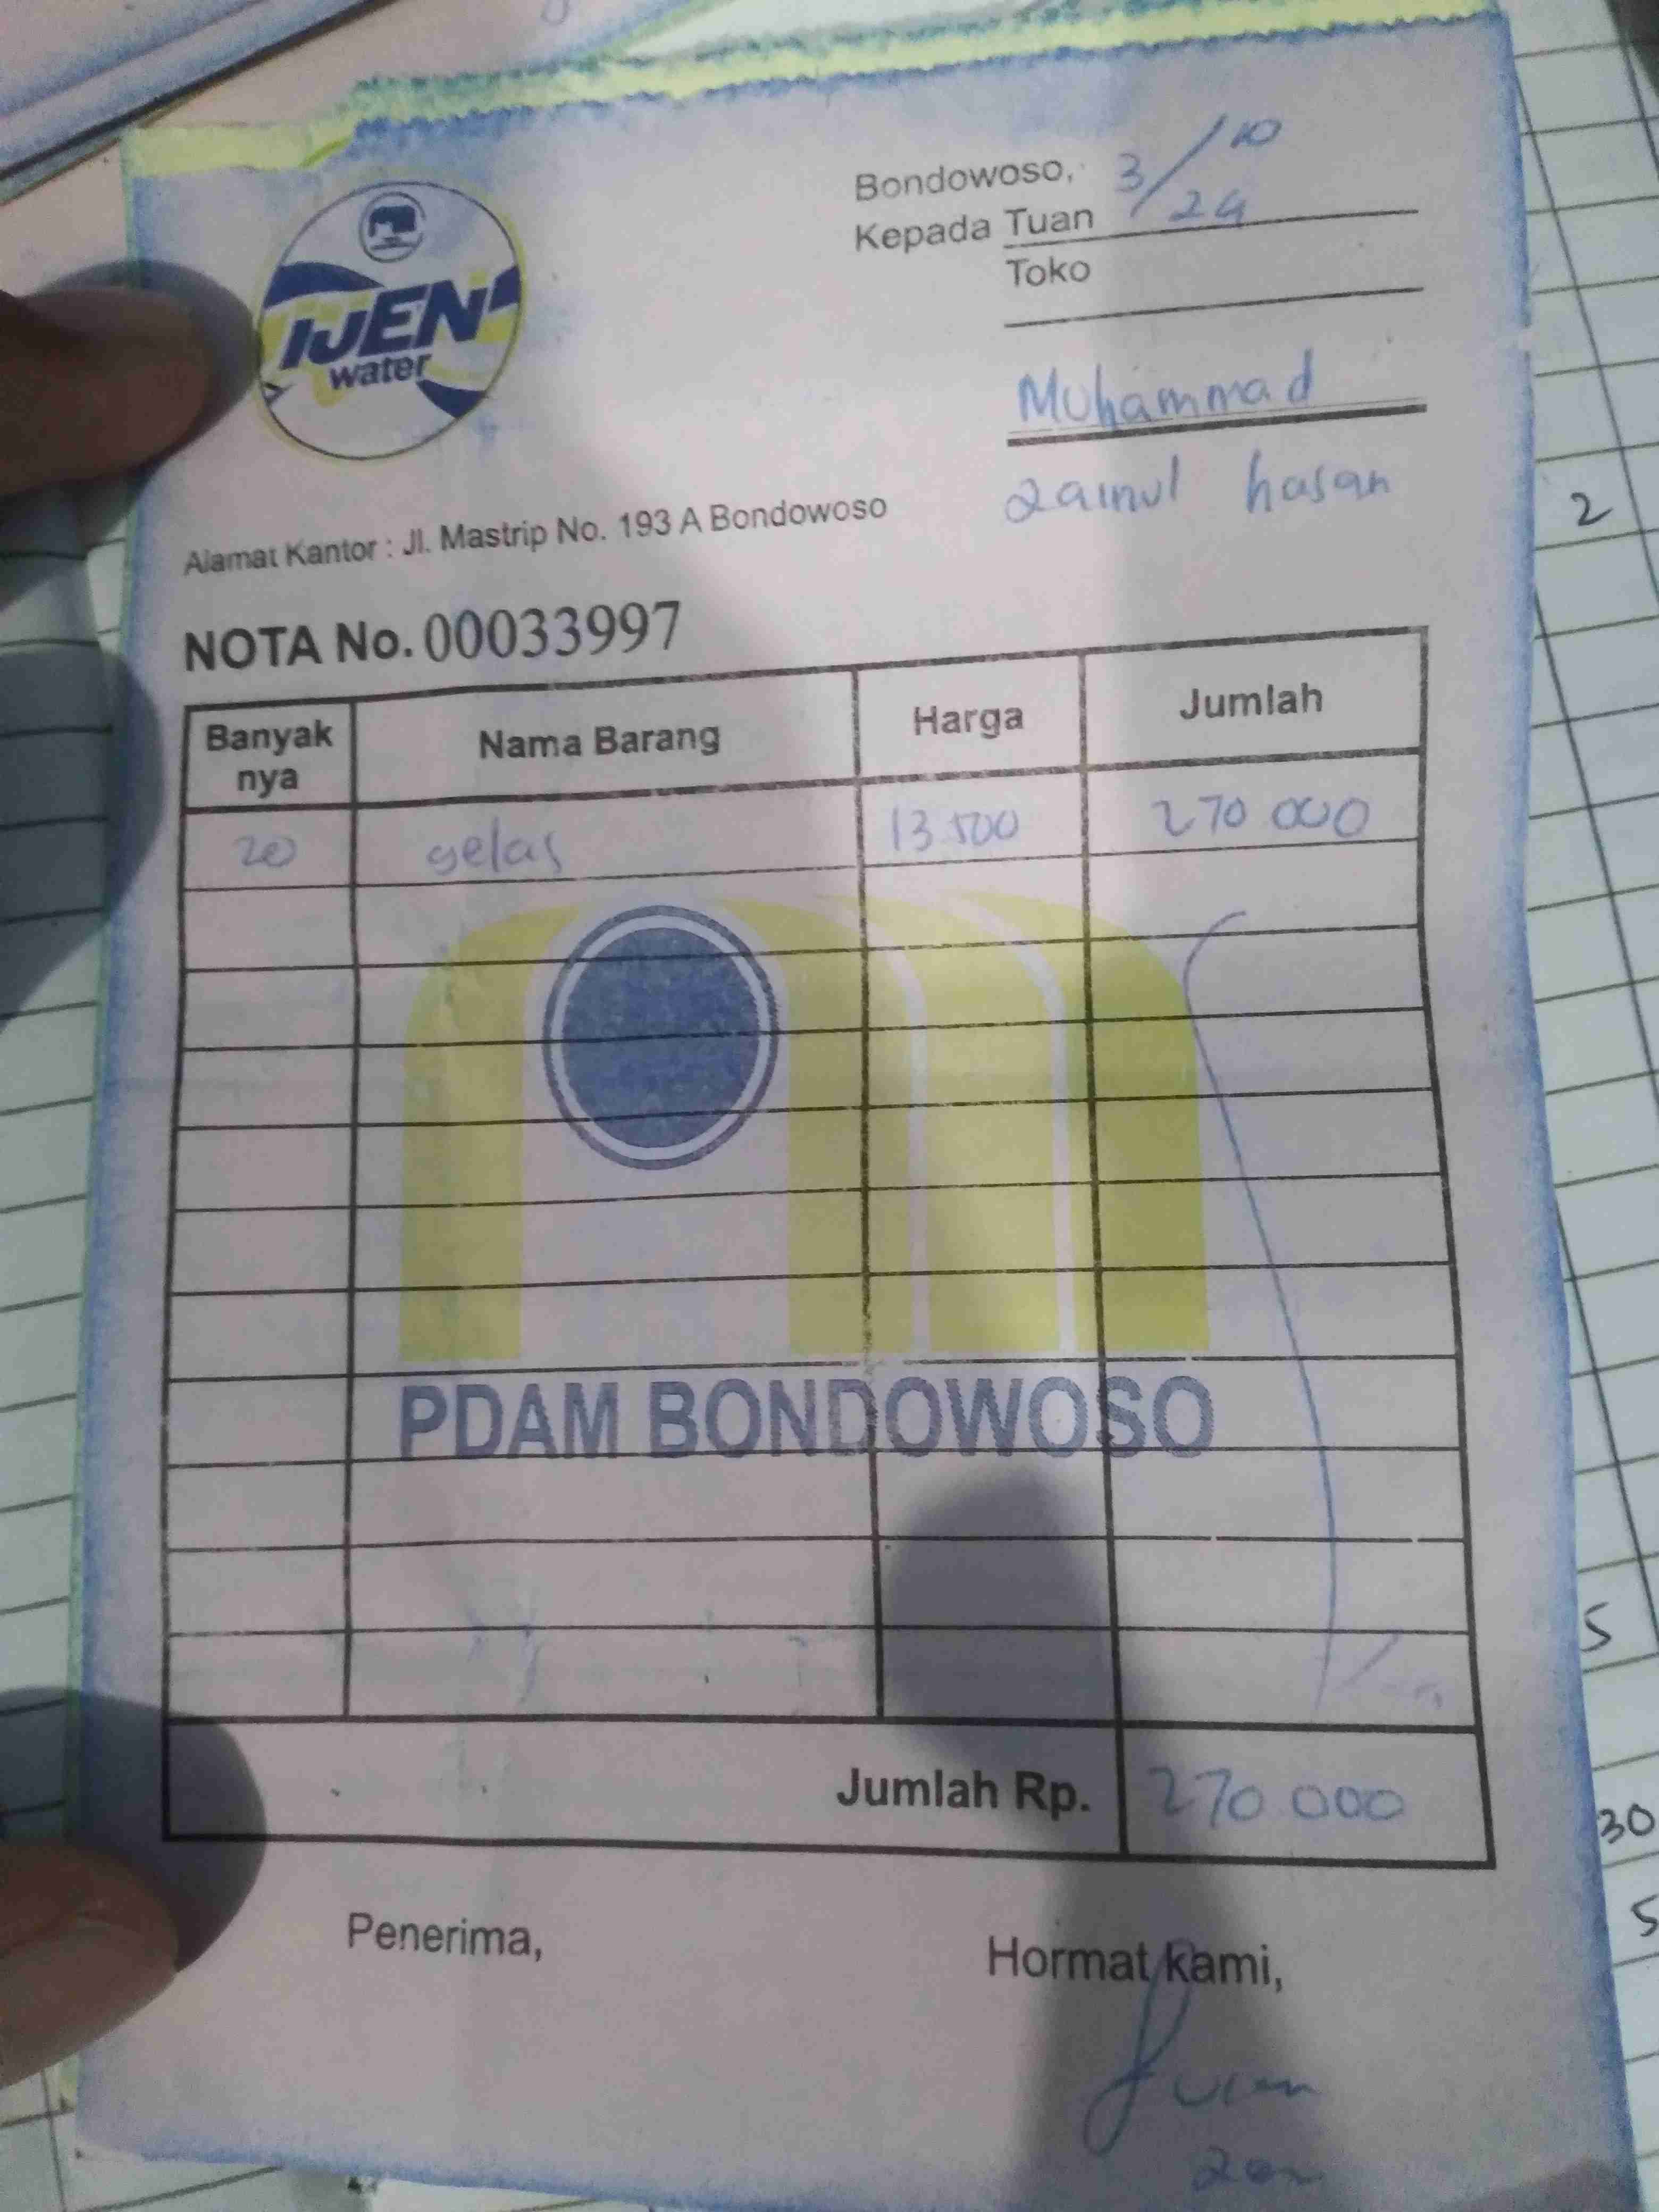 IJEN
water
Bondowoso, 3/10
24
Kepada Tuan
Toko
Muhammad
zainul hasan
Alamat Kantor : Jl. Mastrip No. 193 A Bondowoso
NOTA No. 00033997
Banyak nya Nama Barang Harga Jumlah
20 gelas 13.500 270 000
PDAM BONDOWOSO
Jumlah Rp. 270 000
Penerima, Hormat kami,
2
5
30
5